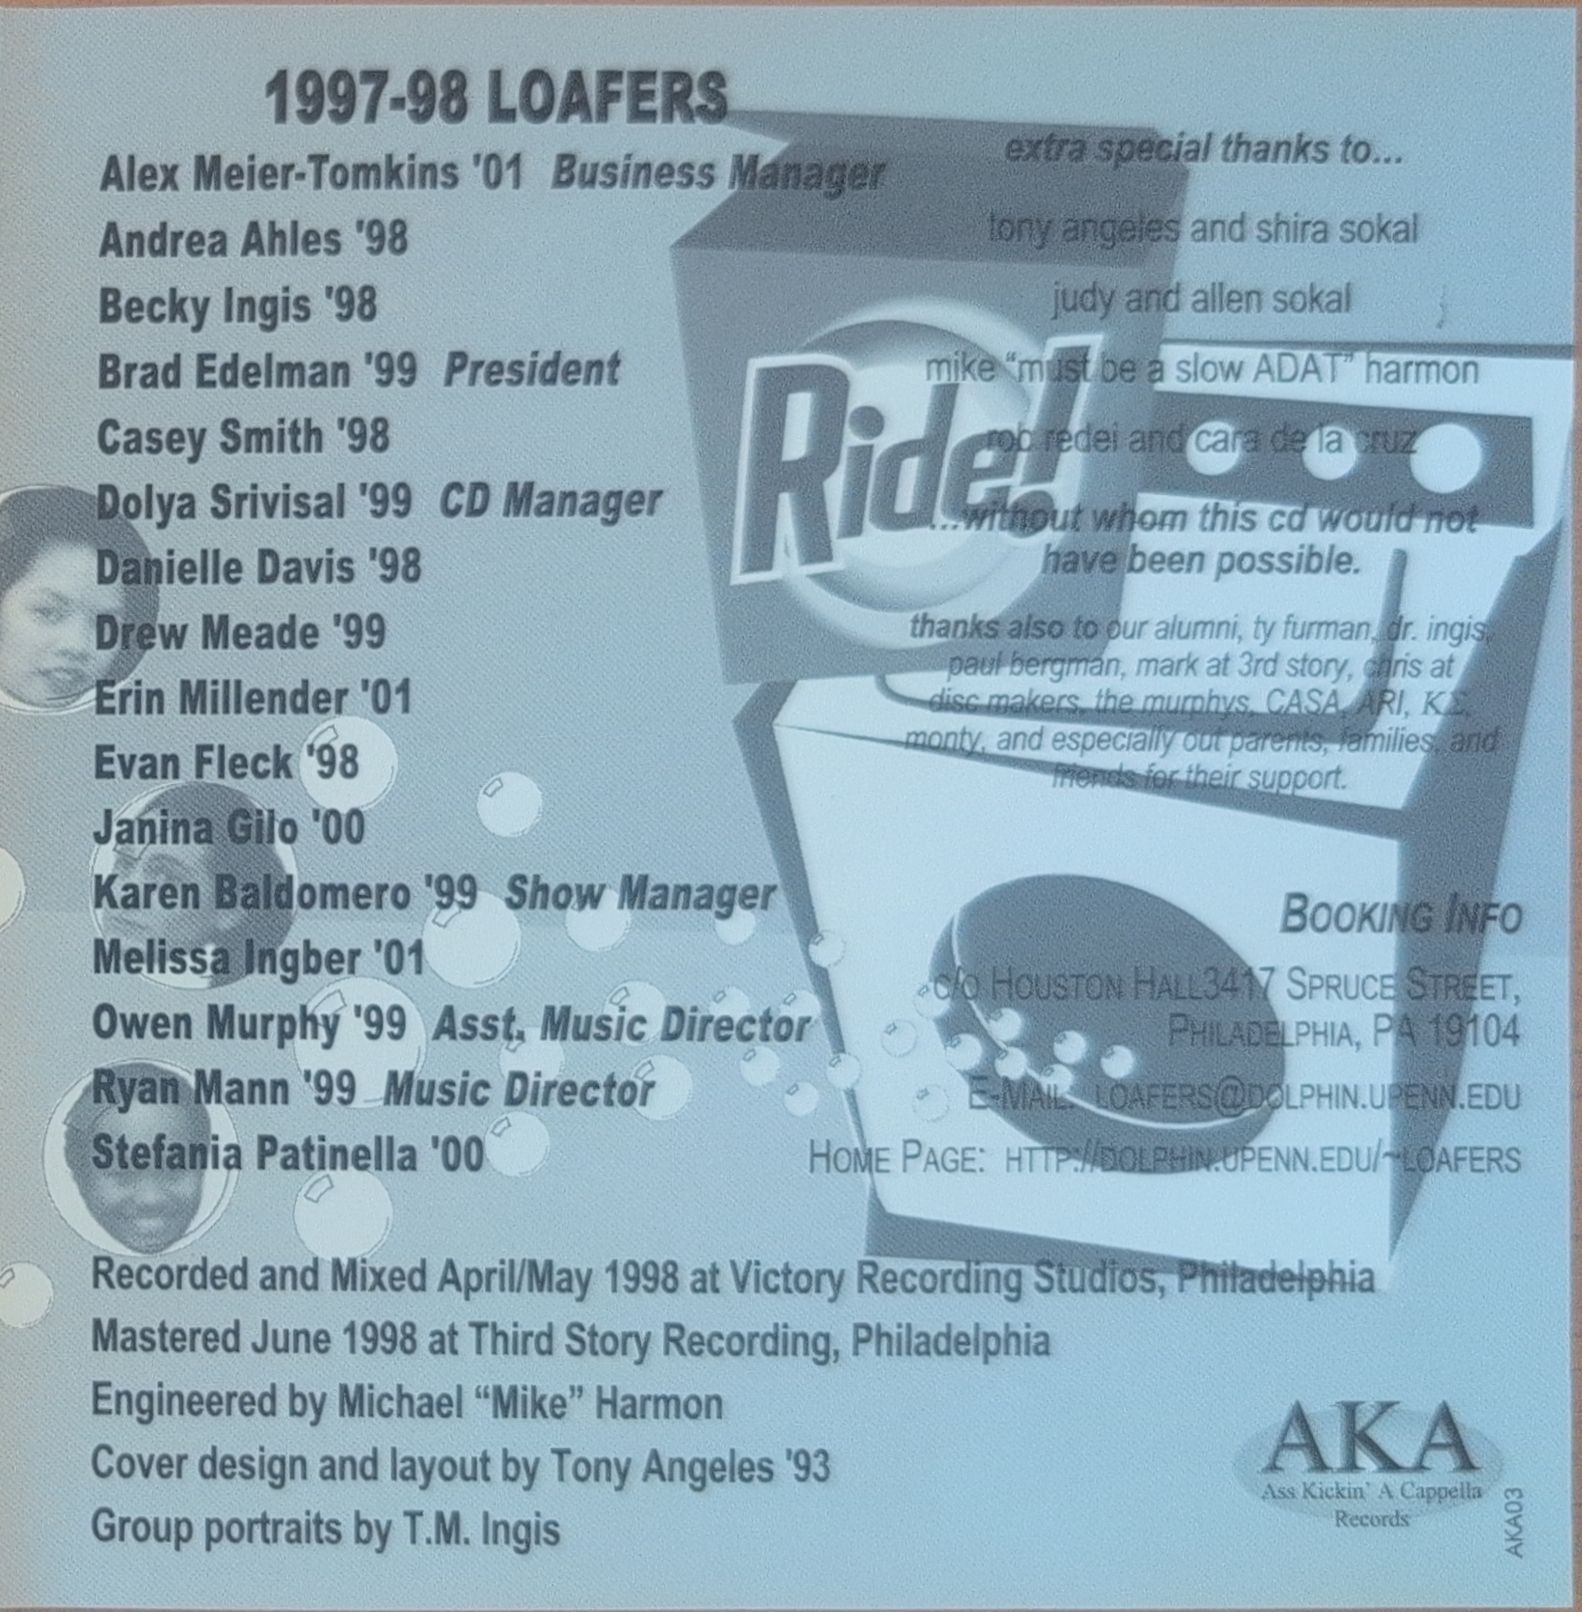 1997-98 LOAFERS
Alex Meier-Tomkins '01 Business Manager
Andrea Ahles '98
Becky Ingis '98
Brad Edelman '99 President
Casey Smith '98
Dolya Srivisal '99 CD Manager
Danielle Davis '98
Drew Meade '99
Erin Millender '01
Evan Fleck '98
Janina Gilo '00
Karen Baldomero '99 Show Manager
Melissa Ingber '01
Owen Murphy '99 Asst. Music Director
Ryan Mann '99 Music Director
Stefania Patinella '00
Recorded and Mixed April/May 1998 at Victory Recording Studios, Philadelphia
Mastered June 1998 at Third Story Recording, Philadelphia
Engineered by Michael “Mike” Harmon
Cover design and layout by Tony Angeles '93
Group portraits by T.M. Ingis
Ride!
extra special thanks to...
tony angeles and shira sokal
judy and allen sokal
mike “must be a slow ADAT” harmon
rob redei and cara de la cruz
...without whom this cd would not
have been possible.
thanks also to our alumni, ty furman, dr. ingis,
paul bergman, mark at 3rd story, chris at
disc makers, the murphys, CASA, ARI, KΣ,
monty, and especially out parents, families, and
friends for their support.
BOOKING INFO
C/O HOUSTON HALL3417 SPRUCE STREET,
PHILADELPHIA, PA 19104
E-MAIL: LOAFERS@DOLPHIN.UPENN.EDU
HOME PAGE: HTTP://DOLPHIN.UPENN.EDU/~LOAFERS
AKA
Ass Kickin' A Cappella
Records
AKA03